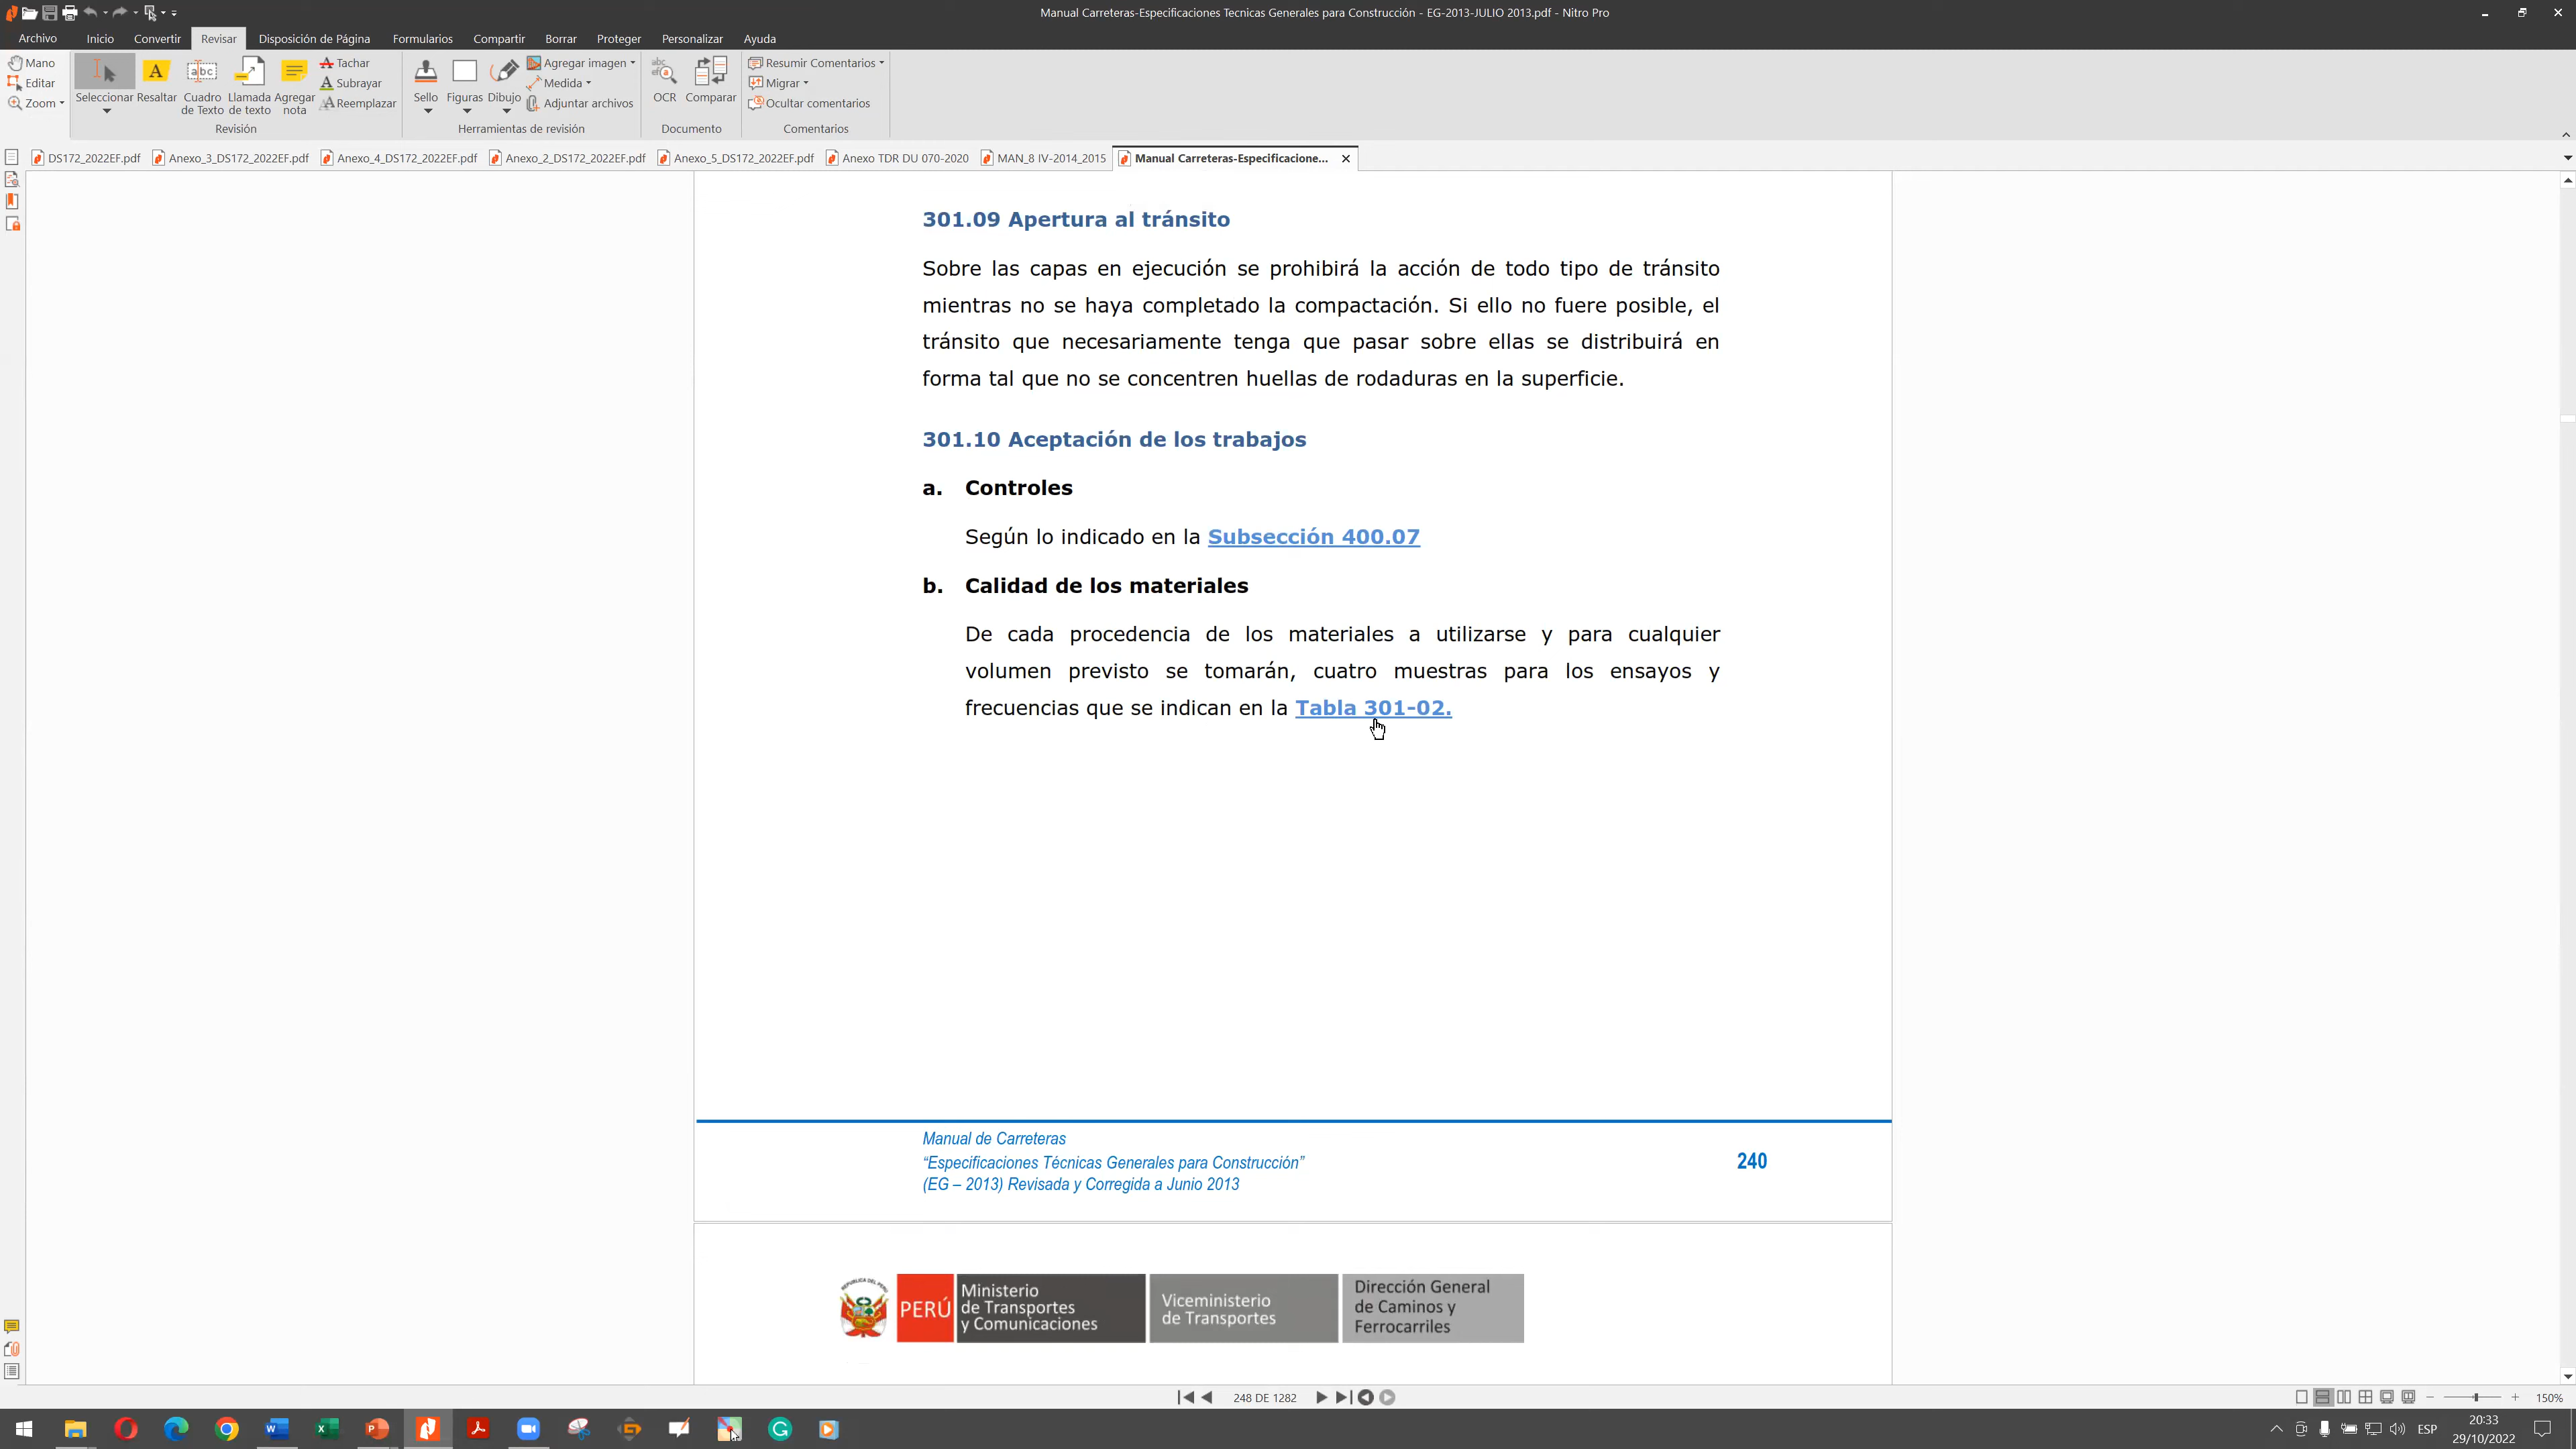 Manual Carreteras-Especificaciones Tecnicas Generales para Construcción - EG-2013-JULIO 2013.pdf - Nitro Pro
Archivo Inicio Convertir Revisar Disposición de Página Formularios Compartir Borrar Proteger Personalizar Ayuda
Mano
Editar
Zoom
Seleccionar
Resaltar
Cuadro de Texto
Llamada de texto
Agregar nota
Tachar
Subrayar
Reemplazar
Revisión
Sello
Figuras
Dibujo
Agregar imagen
Medida
Adjuntar archivos
Herramientas de revisión
OCR
Comparar
Documento
Resumir Comentarios
Migrar
Ocultar comentarios
Comentarios
DS172_2022EF.pdf Anexo_3_DS172_2022EF.pdf Anexo_4_DS172_2022EF.pdf Anexo_2_DS172_2022EF.pdf Anexo_5_DS172_2022EF.pdf Anexo TDR DU 070-2020 MAN_8 IV-2014_2015 Manual Carreteras-Especificacione...
301.09 Apertura al tránsito
Sobre las capas en ejecución se prohibirá la acción de todo tipo de tránsito
mientras no se haya completado la compactación. Si ello no fuere posible, el
tránsito que necesariamente tenga que pasar sobre ellas se distribuirá en
forma tal que no se concentren huellas de rodaduras en la superficie.
301.10 Aceptación de los trabajos
a. Controles
Según lo indicado en la Subsección 400.07
b. Calidad de los materiales
De cada procedencia de los materiales a utilizarse y para cualquier
volumen previsto se tomarán, cuatro muestras para los ensayos y
frecuencias que se indican en la Tabla 301-02.
Manual de Carreteras
“Especificaciones Técnicas Generales para Construcción” 240
(EG – 2013) Revisada y Corregida a Junio 2013
REPUBLICA DEL PERU
PERÚ
Ministerio
de Transportes
y Comunicaciones
Viceministerio
de Transportes
Dirección General
de Caminos y
Ferrocarriles
248 DE 1282
150%
ESP
20:33
29/10/2022